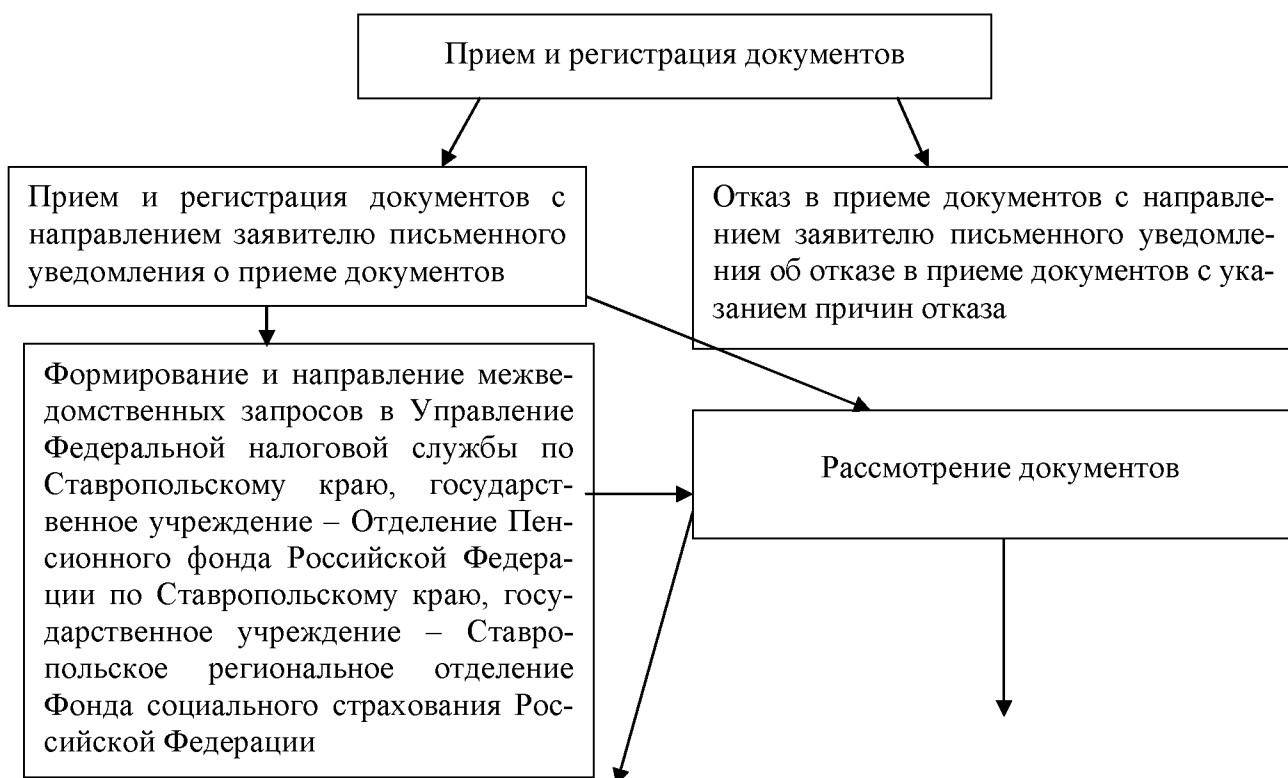 Прием и регистрация документов
Прием и регистрация документов с
направлением заявителю письменного
уведомления о приеме документов
Отказ в приеме документов с направле-
нием заявителю письменного уведомле-
ния об отказе в приеме документов с ука-
занием причин отказа
Формирование и направление межве-
домственных запросов в Управление
Федеральной налоговой службы по
Ставропольскому краю, государст-
венное учреждение – Отделение Пен-
сионного фонда Российской Федера-
ции по Ставропольскому краю, госу-
дарственное учреждение – Ставро-
польское региональное отделение
Фонда социального страхования Рос-
сийской Федерации
Рассмотрение документов